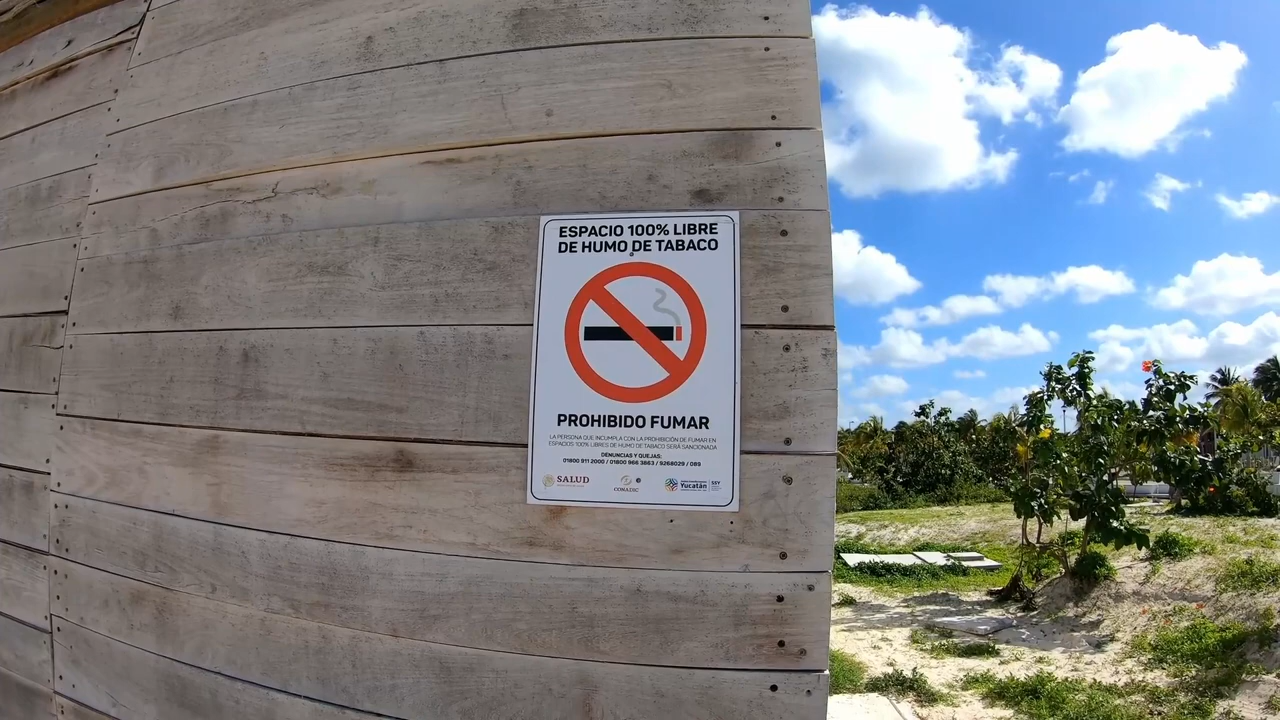 ESPACIO 100% LIBRE
DE HUMO DE TABACO
PROHIBIDO FUMAR
LA PERSONA QUE INCUMPLA CON LA PROHIBICIÓN DE FUMAR EN
ESPACIOS 100% LIBRES DE HUMO DE TABACO SERÁ SANCIONADA
DENUNCIAS Y QUEJAS:
01800 911 2000 / 01800 966 3863 / 9268029 / 089
SALUD
CONADIC
Yucatán
SSY